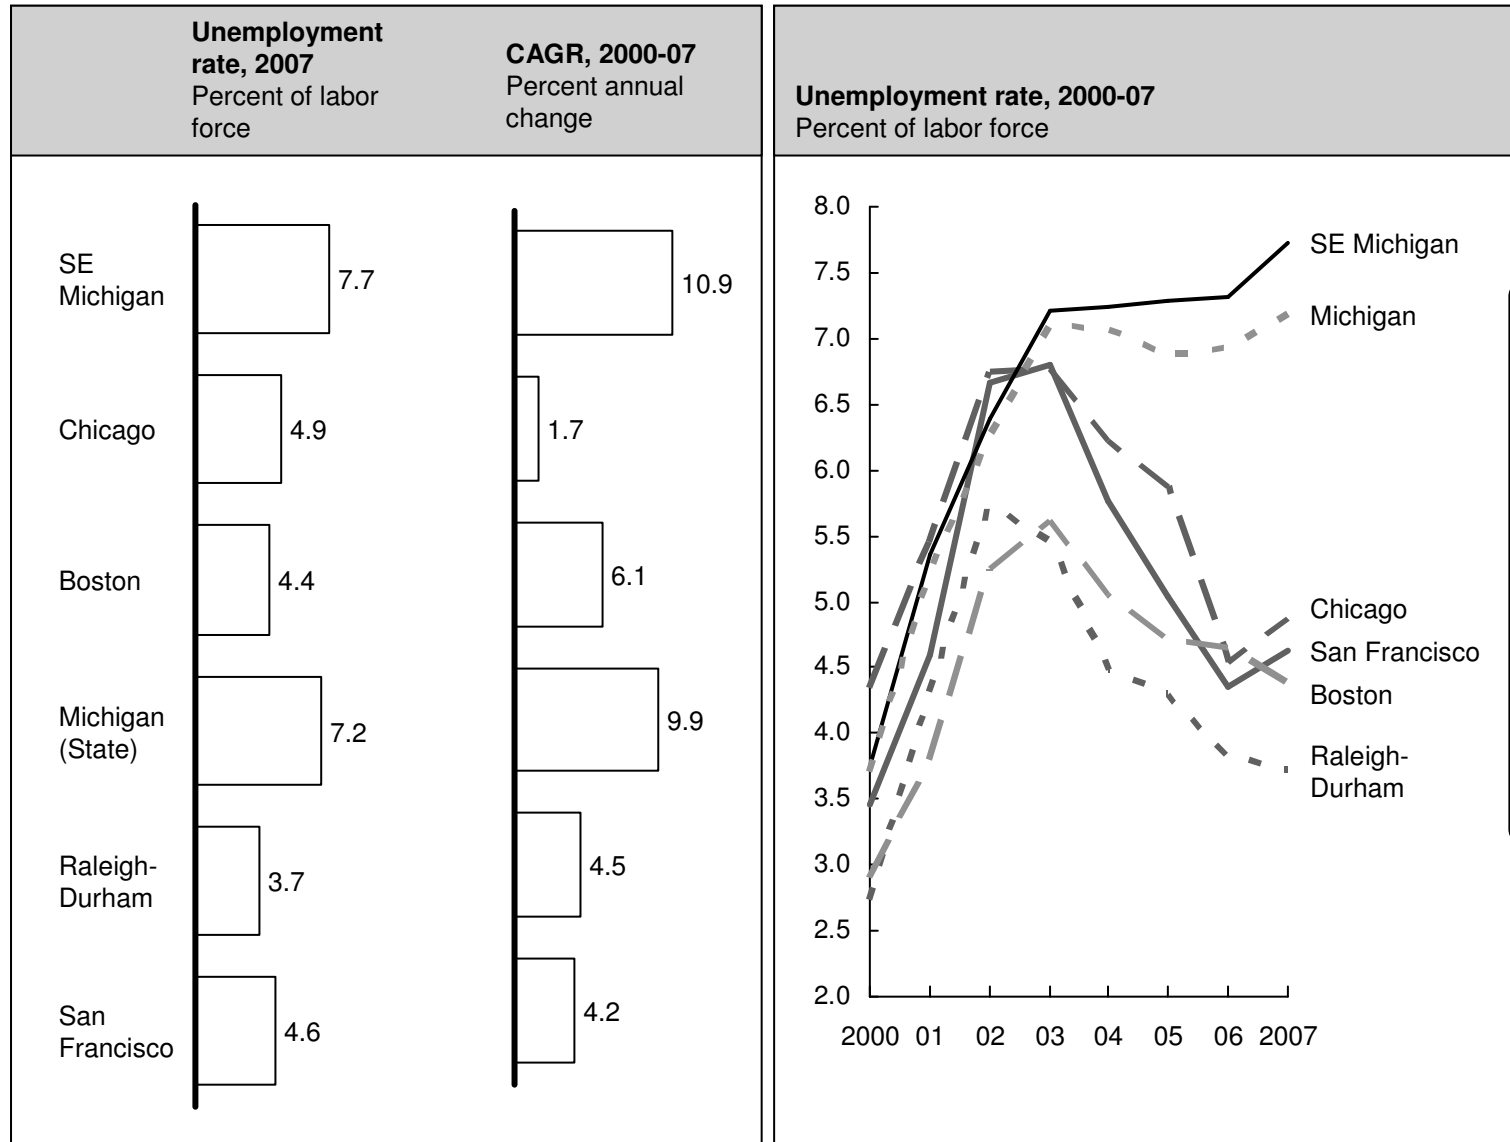 Unemployment
rate, 2007
Percent of labor
force
CAGR, 2000-07
Percent annual
change
SE
Michigan
7.7
10.9
Chicago
4.9
1.7
Boston
4.4
6.1
Michigan
(State)
7.2
9.9
Raleigh-
Durham
3.7
4.5
San
Francisco
4.6
4.2
Unemployment rate, 2000-07
Percent of labor force
8.0
7.5
7.0
6.5
6.0
5.5
5.0
4.5
4.0
3.5
3.0
2.5
2.0
2000 01 02 03 04 05 06 2007
SE Michigan
Michigan
Chicago
San Francisco
Boston
Raleigh-
Durham